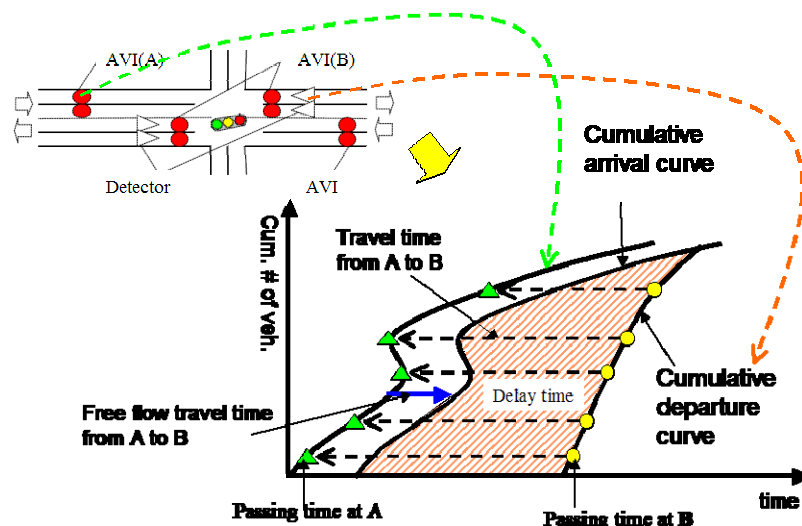 AVI(A)
AVI(B)
Detector
AVI
Cumulative
arrival curve
Cum. # of veh.
Travel time
from A to B
Free flow travel time
from A to B
Delay time
Cumulative
departure
curve
time
Passing time at A
Passing time at B